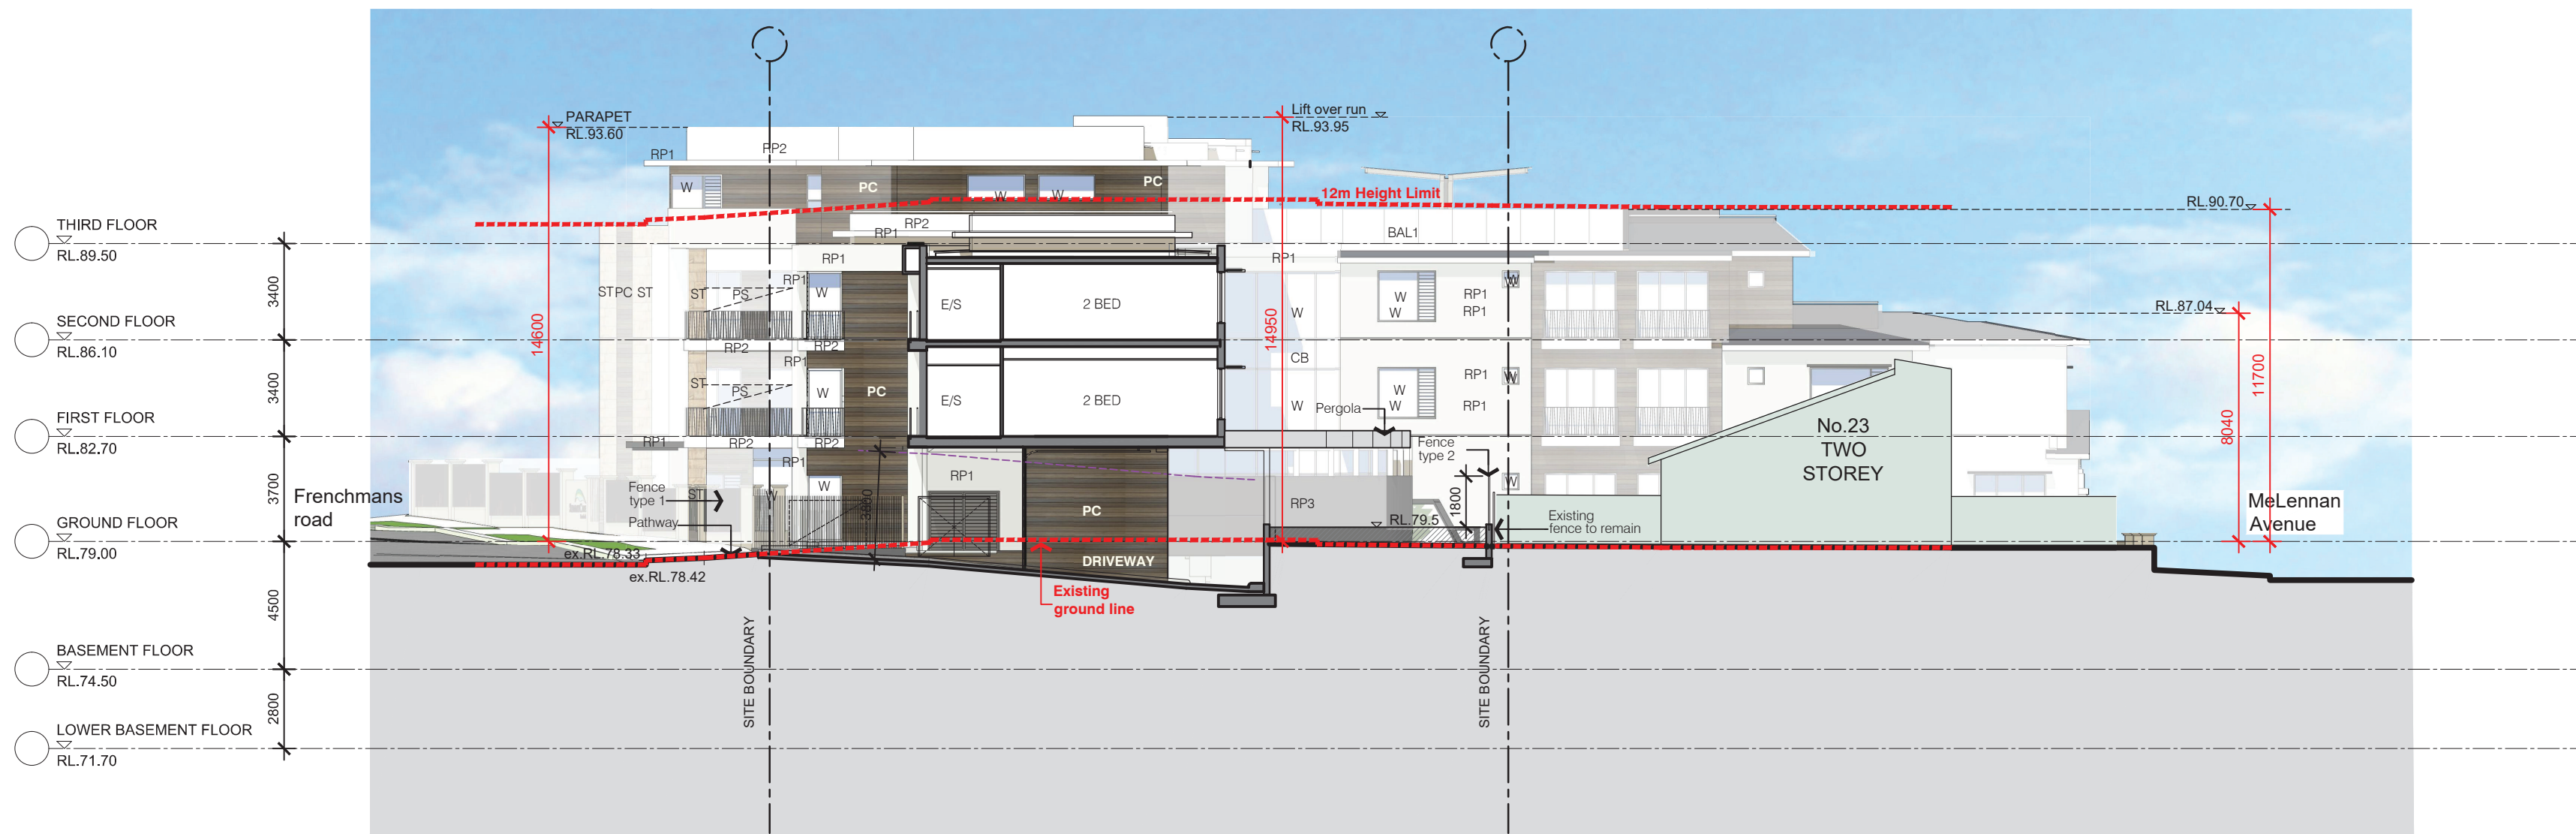 PARAPET
RL.93.60
Lift over run
RL.93.95
RP1
RP2
W
PC
W
W
PC
12m Height Limit
RL.90.70
THIRD FLOOR
RL.89.50
RP2
RP1
BAL1
RP1
RP1
3400
ST PC ST
ST
PS
RP1
W
E/S
2 BED
W
W
W
RP1
RP1
W
RL.87.04
14600
14950
SECOND FLOOR
RL.86.10
RP2
RP2
RP1
CB
11700
3400
ST
PS
W
PC
E/S
2 BED
W
W
W
RP1
RP1
W
Pergola
8040
FIRST FLOOR
RL.82.70
RP1
RP2
RP2
RP1
Fence
type 2
No.23
TWO
STOREY
3700
Frenchmans
road
Fence
type 1
ST
W
W
3800
RP1
PC
RP3
1800
W
MeLennan
Avenue
Pathway
RL.79.5
Existing
fence to remain
GROUND FLOOR
RL.79.00
ex.RL.78.33
ex.RL.78.42
DRIVEWAY
Existing
ground line
4500
SITE BOUNDARY
SITE BOUNDARY
BASEMENT FLOOR
RL.74.50
2800
LOWER BASEMENT FLOOR
RL.71.70